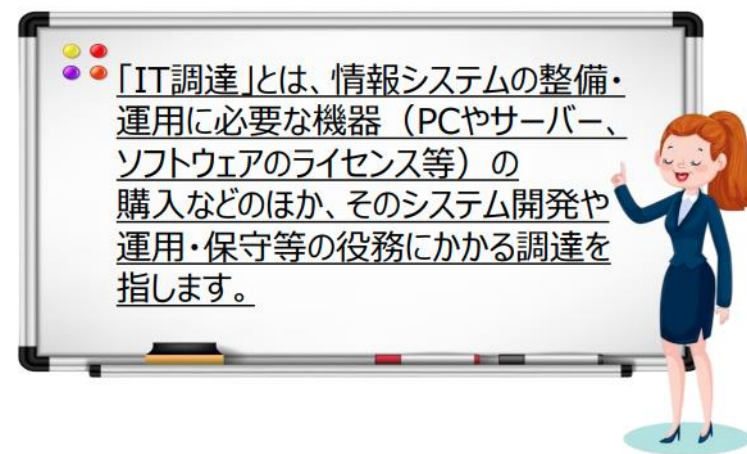 「IT調達」とは、情報システムの整備・
運用に必要な機器（PCやサーバー、
ソフトウェアのライセンス等）の
購入などのほか、そのシステム開発や
運用・保守等の役務にかかる調達を
指します。